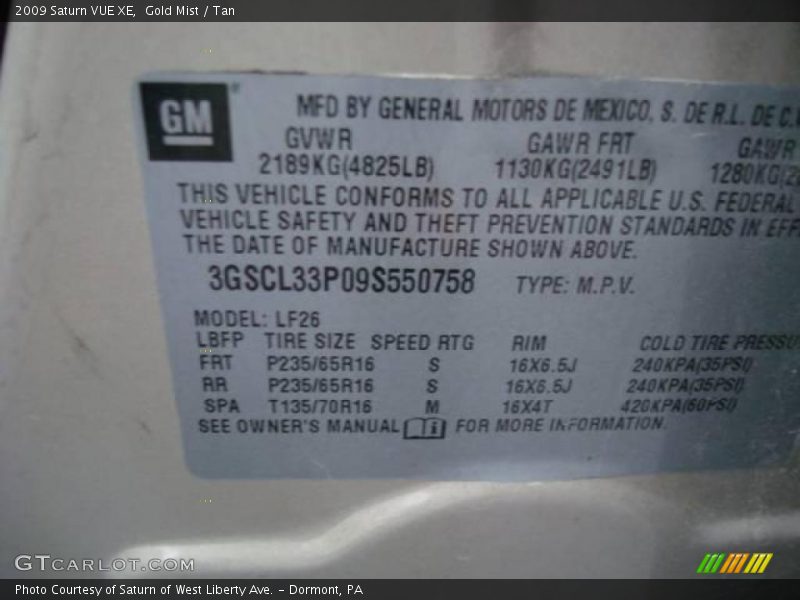 2009 Saturn VUE XE,  Gold Mist / Tan
GM
MFD BY GENERAL MOTORS DE MEXICO, S. DE R.L. DE C.V
GVWR GAWR FRT GAWR
2189KG(4825LB) 1130KG(2491LB) 1280KG(2
THIS VEHICLE CONFORMS TO ALL APPLICABLE U.S. FEDERAL
VEHICLE SAFETY AND THEFT PREVENTION STANDARDS IN EFF
THE DATE OF MANUFACTURE SHOWN ABOVE.
3GSCL33P09S550758 TYPE: M.P.V.
MODEL: LF26
LBFP TIRE SIZE SPEED RTG RIM COLD TIRE PRESSU
FRT P235/65R16 S 16X6.5J 240KPA(35PSI)
RR P235/65R16 S 16X6.5J 240KPA(35PSI)
SPA T135/70R16 M 16X4T 420KPA(60PSI)
SEE OWNER'S MANUAL i FOR MORE INFORMATION.
GTCARLOT.COM
Photo Courtesy of Saturn of West Liberty Ave. - Dormont, PA